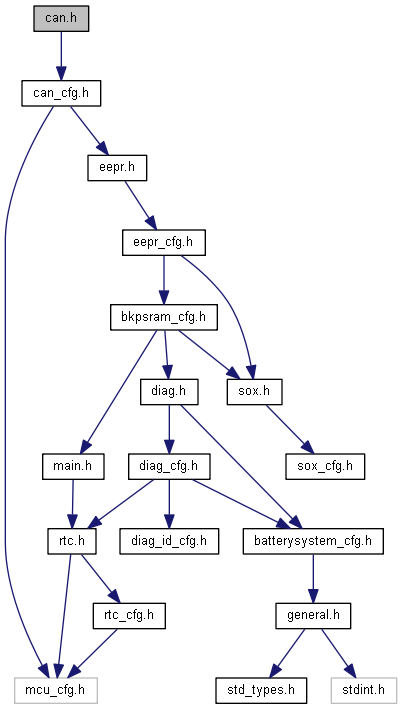 can.h
can_cfg.h
eepr.h
eepr_cfg.h
bkpsram_cfg.h
diag.h
sox.h
main.h
diag_cfg.h
sox_cfg.h
rtc.h
diag_id_cfg.h
batterysystem_cfg.h
rtc_cfg.h
general.h
mcu_cfg.h
std_types.h
stdint.h